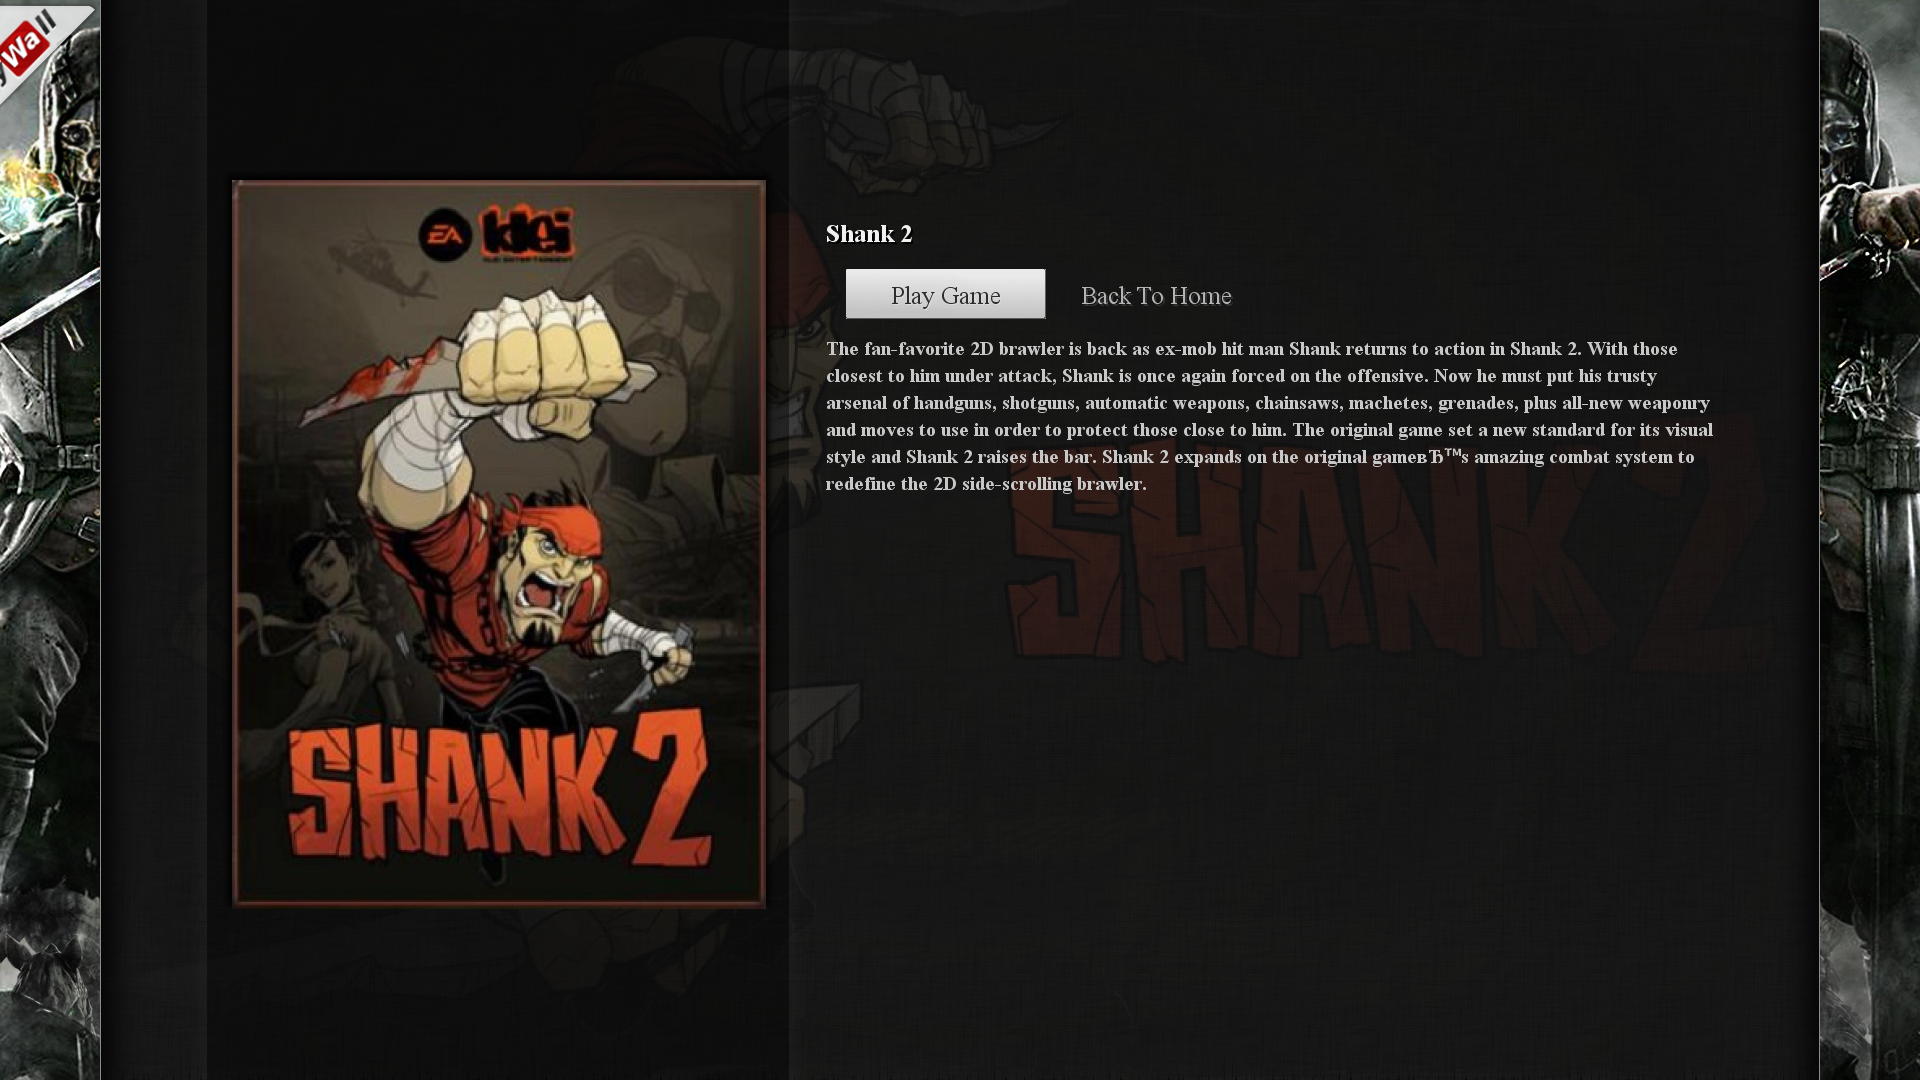 yWall
EA
klei
KLEI ENTERTAINMENT
SHANK 2
Shank 2
Play Game
Back To Home
The fan-favorite 2D brawler is back as ex-mob hit man Shank returns to action in Shank 2. With those
closest to him under attack, Shank is once again forced on the offensive. Now he must put his trusty
arsenal of handguns, shotguns, automatic weapons, chainsaws, machetes, grenades, plus all-new weaponry
and moves to use in order to protect those close to him. The original game set a new standard for its visual
style and Shank 2 raises the bar. Shank 2 expands on the original gameвЂ™s amazing combat system to
redefine the 2D side-scrolling brawler.
SHANK 2